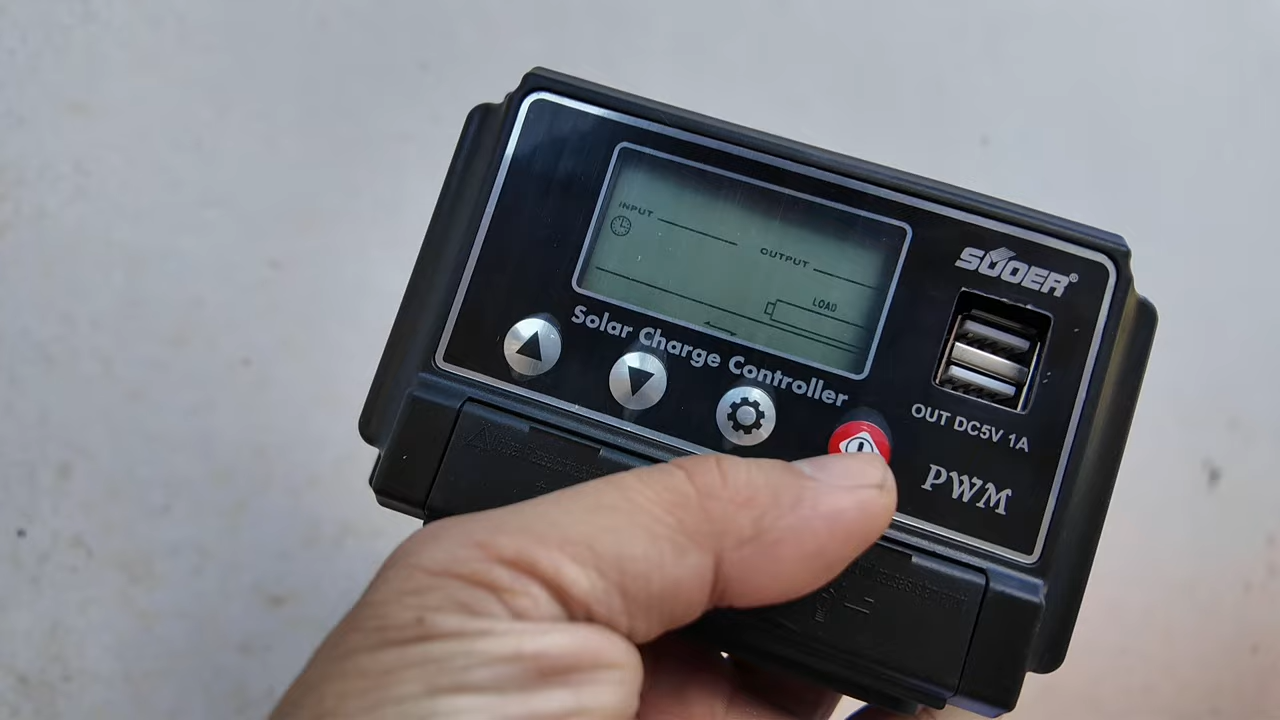 INPUT
OUTPUT
LOAD
SUOER®
Solar Charge Controller
OUT DC5V 1A
PWM